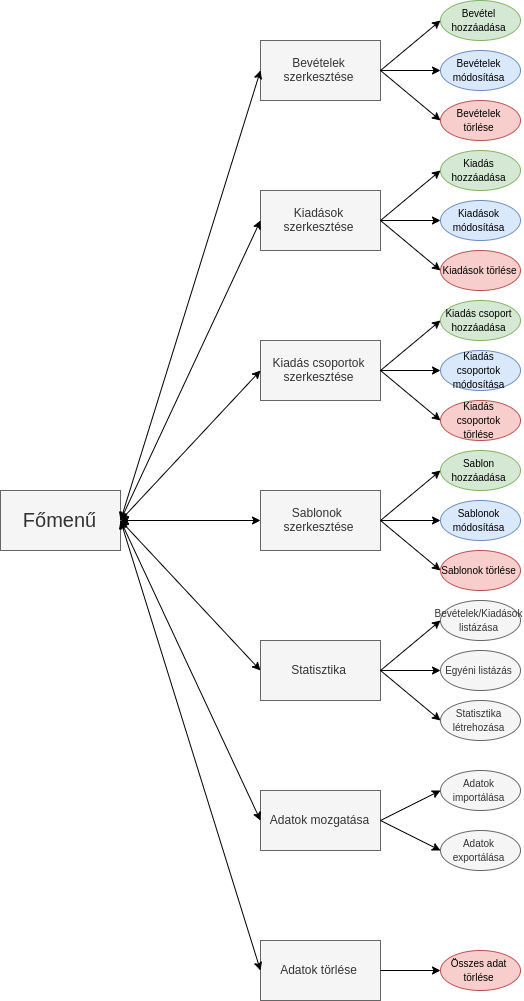 Bevétel
hozzáadása
Bevételek
szerkesztése
Bevételek
módosítása
Bevételek
törlése
Kiadás
hozzáadása
Kiadások
szerkesztése
Kiadások
módosítása
Kiadások törlése
Kiadás csoport
hozzáadása
Kiadás csoportok
szerkesztése
Kiadás
csoportok
módosítása
Kiadás
csoportok
törlése
Sablon
hozzáadása
Főmenű
Sablonok
szerkesztése
Sablonok
módosítása
Sablonok törlése
Bevételek/Kiadások
listázása
Statisztika
Egyéni listázás
Statisztika
létrehozása
Adatok
importálása
Adatok mozgatása
Adatok
exportálása
Adatok törlése
Összes adat
törlése